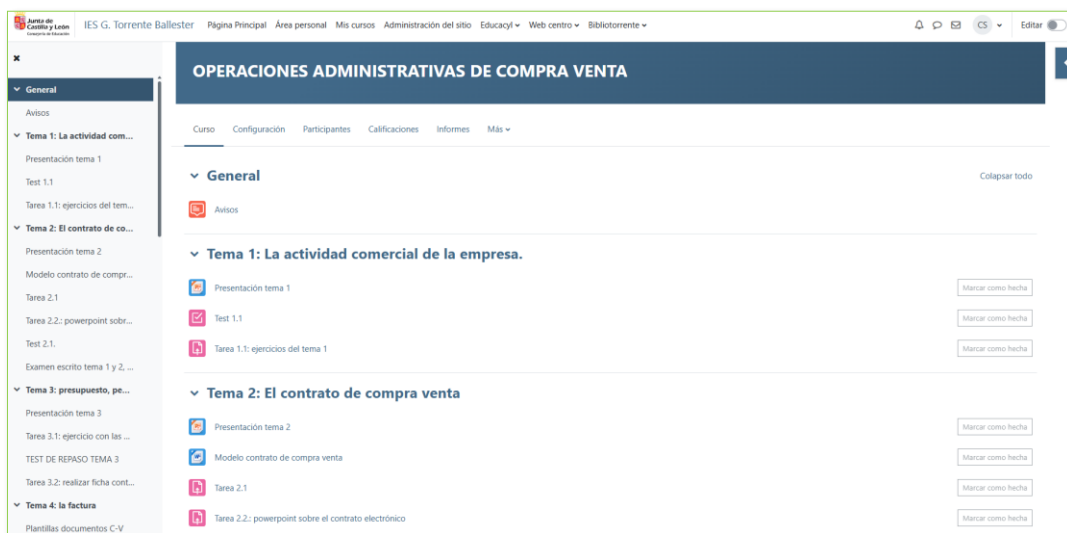 Junta de
Castilla y León
Consejería de Educación
IES G. Torrente Ballester Página Principal Área personal Mis cursos Administración del sitio Educacyl Web centro Bibliotorrente
CS
Editar
General
Avisos
Tema 1: La actividad com...
Presentación tema 1
Test 1.1
Tarea 1.1: ejercicios del tem...
Tema 2: El contrato de co...
Presentación tema 2
Modelo contrato de compr...
Tarea 2.1
Tarea 2.2.: powerpoint sobr...
Test 2.1.
Examen escrito tema 1 y 2, ...
Tema 3: presupuesto, pe...
Presentación tema 3
Tarea 3.1: ejercicio con las ...
TEST DE REPASO TEMA 3
Tarea 3.2: realizar ficha cont...
Tema 4: la factura
Plantillas documentos C-V
OPERACIONES ADMINISTRATIVAS DE COMPRA VENTA
Curso Configuración Participantes Calificaciones Informes Más
General
Colapsar todo
Avisos
Tema 1: La actividad comercial de la empresa.
Presentación tema 1 Marcar como hecha
Test 1.1 Marcar como hecha
Tarea 1.1: ejercicios del tema 1 Marcar como hecha
Tema 2: El contrato de compra venta
Presentación tema 2 Marcar como hecha
Modelo contrato de compra venta Marcar como hecha
Tarea 2.1 Marcar como hecha
Tarea 2.2.: powerpoint sobre el contrato electrónico Marcar como hecha